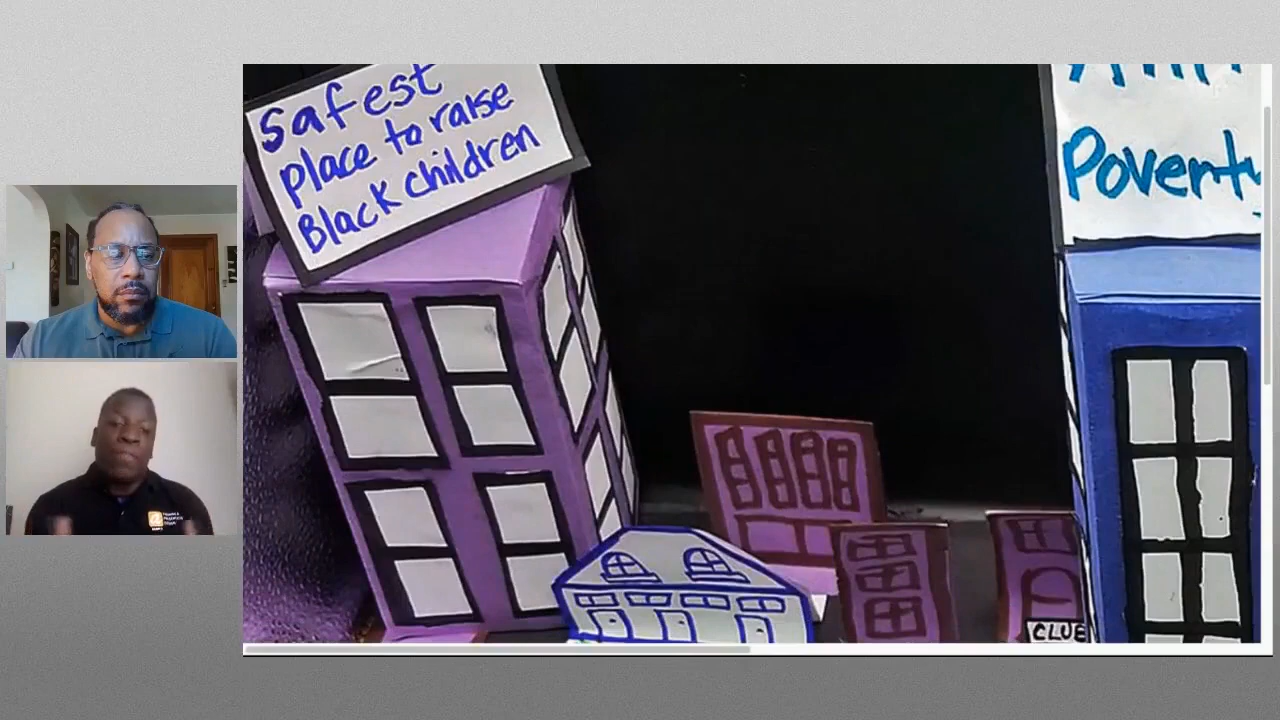 Safest
place to raise
Black children
Poverty
CLUE